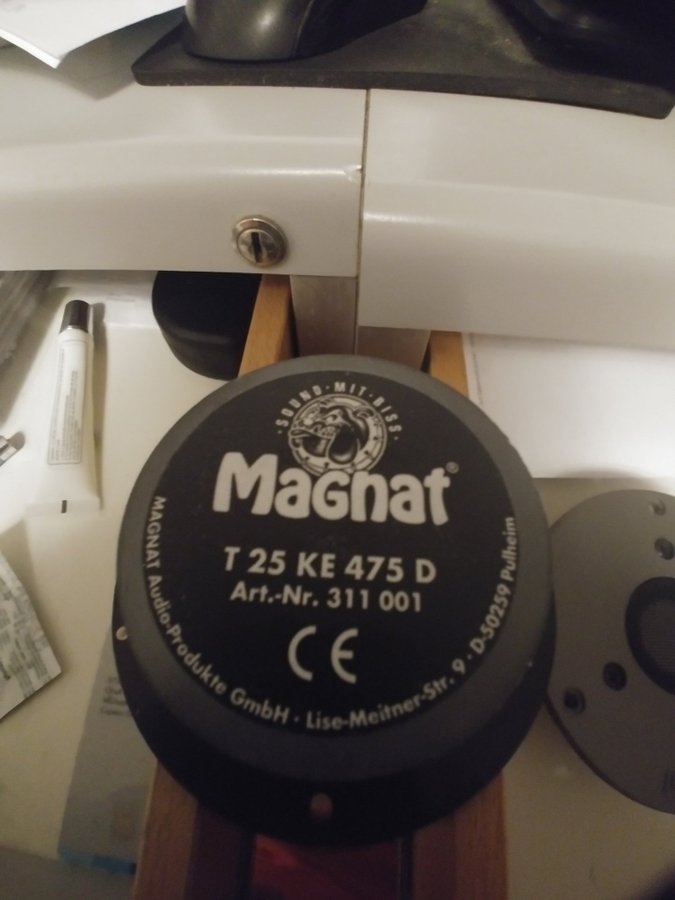 SOUND · MIT · BISS
Magnat®
T 25 KE 475 D
Art.-Nr. 311 001
CE
MAGNAT Audio-Produkte GmbH · Lise-Meitner-Str. 9 · D-50259 Pulheim